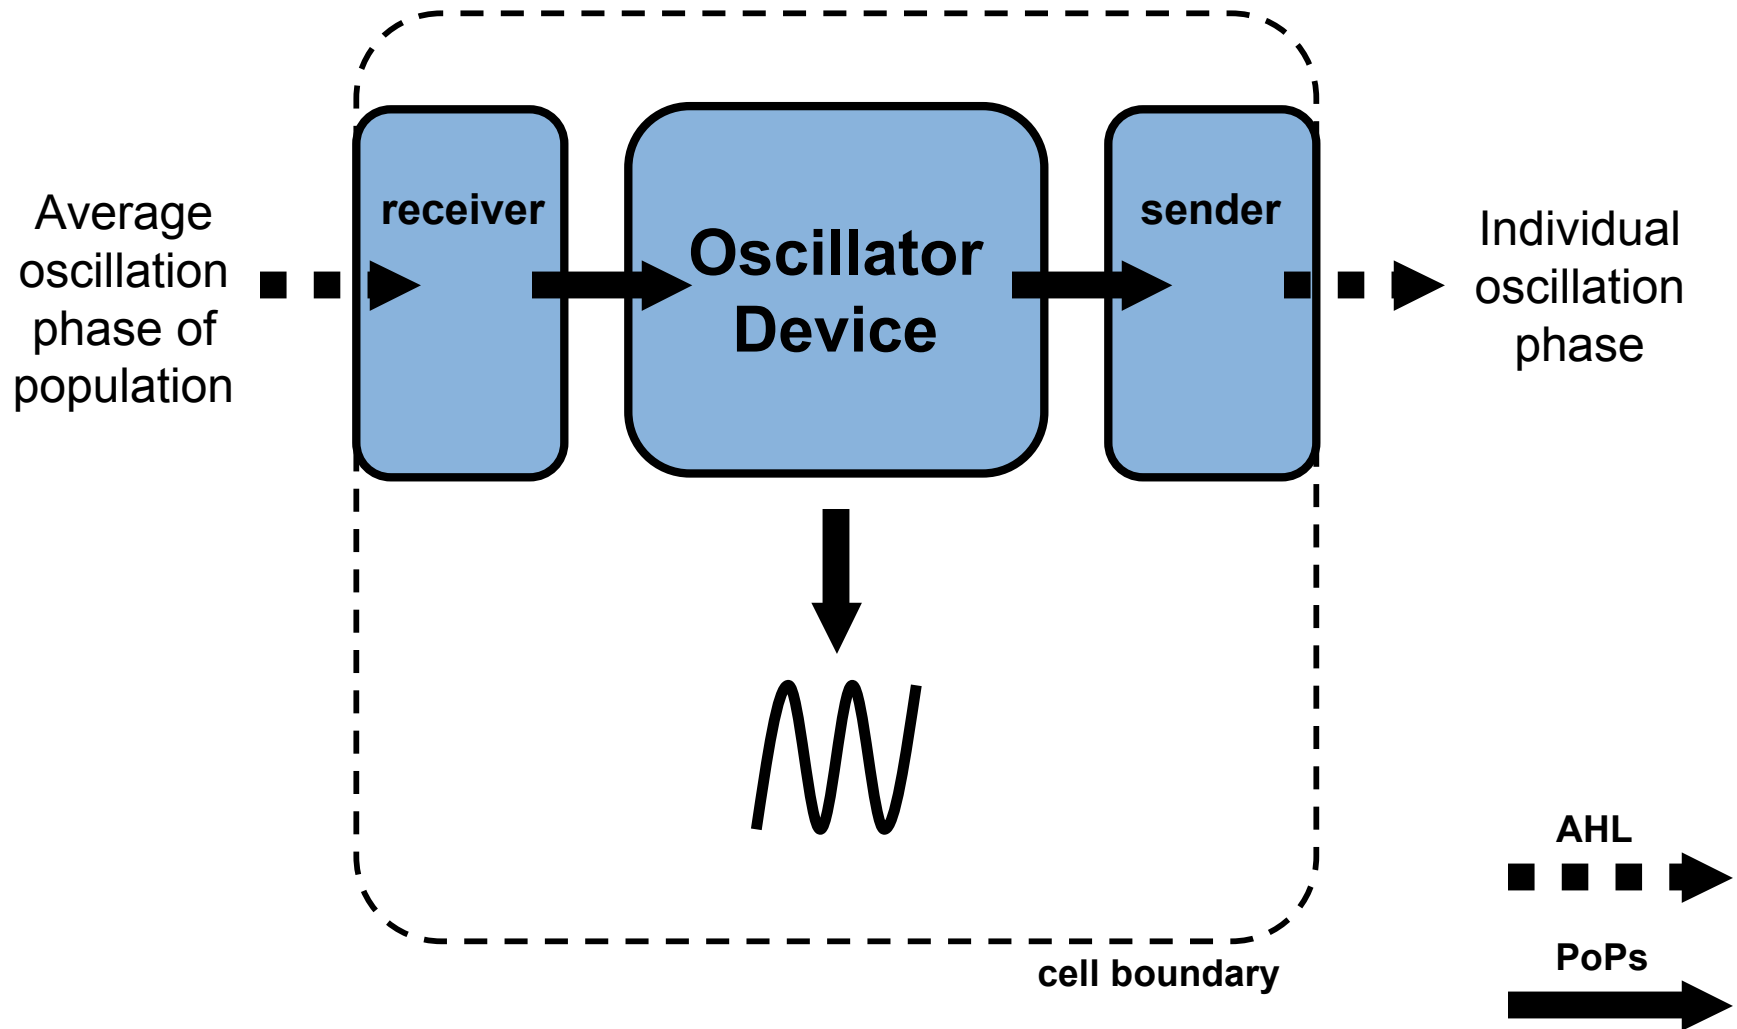 Average
oscillation
phase of
population
receiver
Oscillator
Device
sender
Individual
oscillation
phase
cell boundary
AHL
PoPs